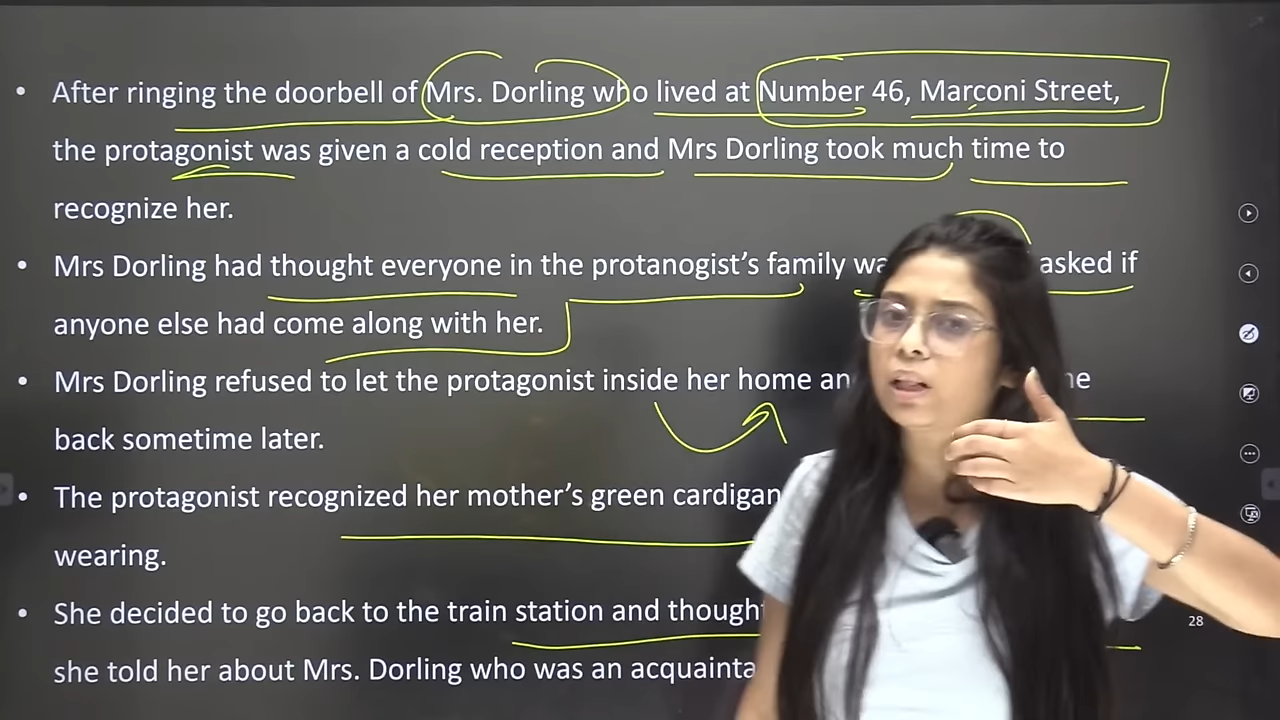 • After ringing the doorbell of Mrs. Dorling who lived at Number 46, Marconi Street,
the protagonist was given a cold reception and Mrs Dorling took much time to
recognize her.
• Mrs Dorling had thought everyone in the protanogist’s family asked if
anyone else had come along with her.
• Mrs Dorling refused to let the protagonist inside her home
back sometime later.
• The protagonist recognized her mother’s green cardigan
wearing.
• She decided to go back to the train station and thought
28
she told her about Mrs. Dorling who was an